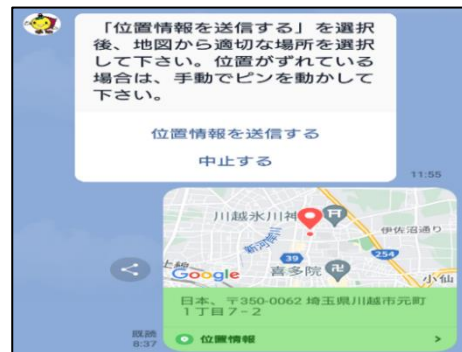 「位置情報を送信する」を選択
後、地図から適切な場所を選択
して下さい。位置がずれている
場合は、手動でピンを動かして
下さい。
位置情報を送信する
中止する
11:55
川越氷川神
伊佐沼通り
新河岸川
39
254
Google
喜多院
小仙
日本、〒350-0062 埼玉県川越市元町
1丁目7-2
既読
8:37
位置情報